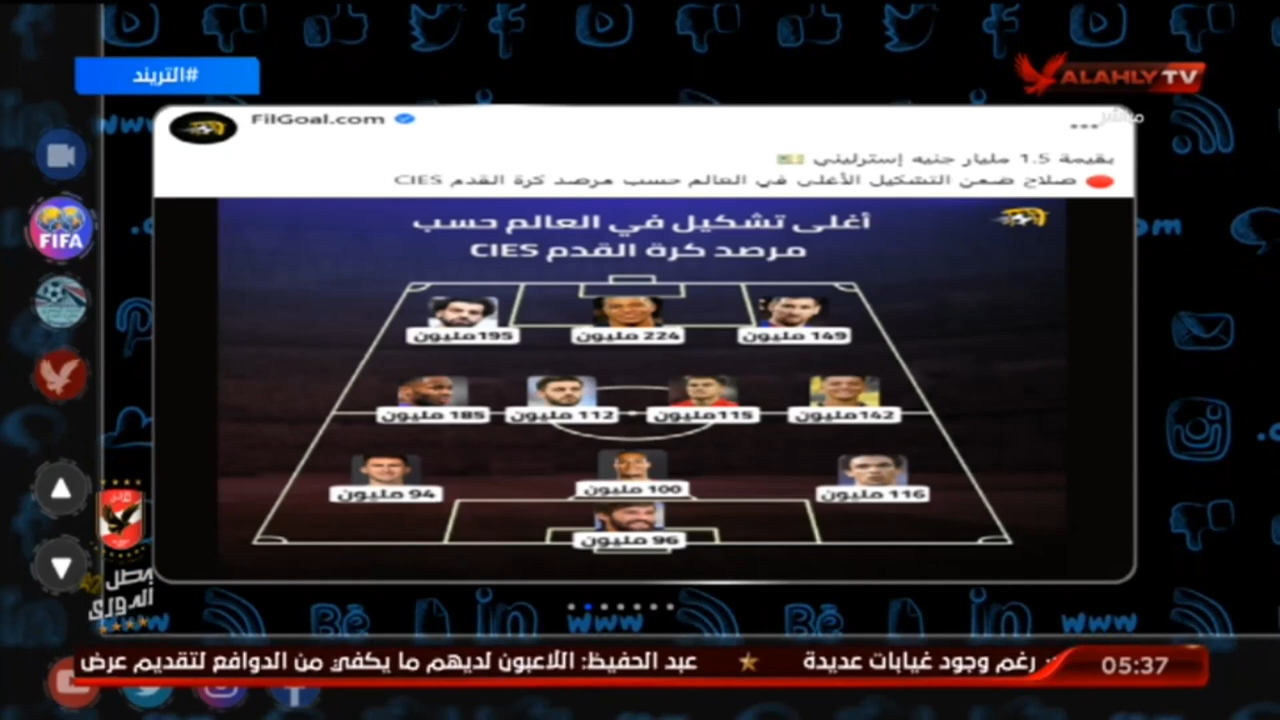 #التريند
ALAHLY TV
مباشر
FilGoal.com
بقيمة 1.5 مليار جنيه إسترليني
صلاح ضمن التشكيل الأغلى في العالم حسب مرصد كرة القدم CIES
أغلى تشكيل في العالم حسب
مرصد كرة القدم CIES
195 مليون
224 مليون
149 مليون
185 مليون
112 مليون
115 مليون
142 مليون
94 مليون
100 مليون
116 مليون
96 مليون
FIFA
بطل
الدوري
رغم وجود غيابات عديدة ★ عبد الحفيظ: اللاعبون لديهم ما يكفي من الدوافع لتقديم عرض
05:37